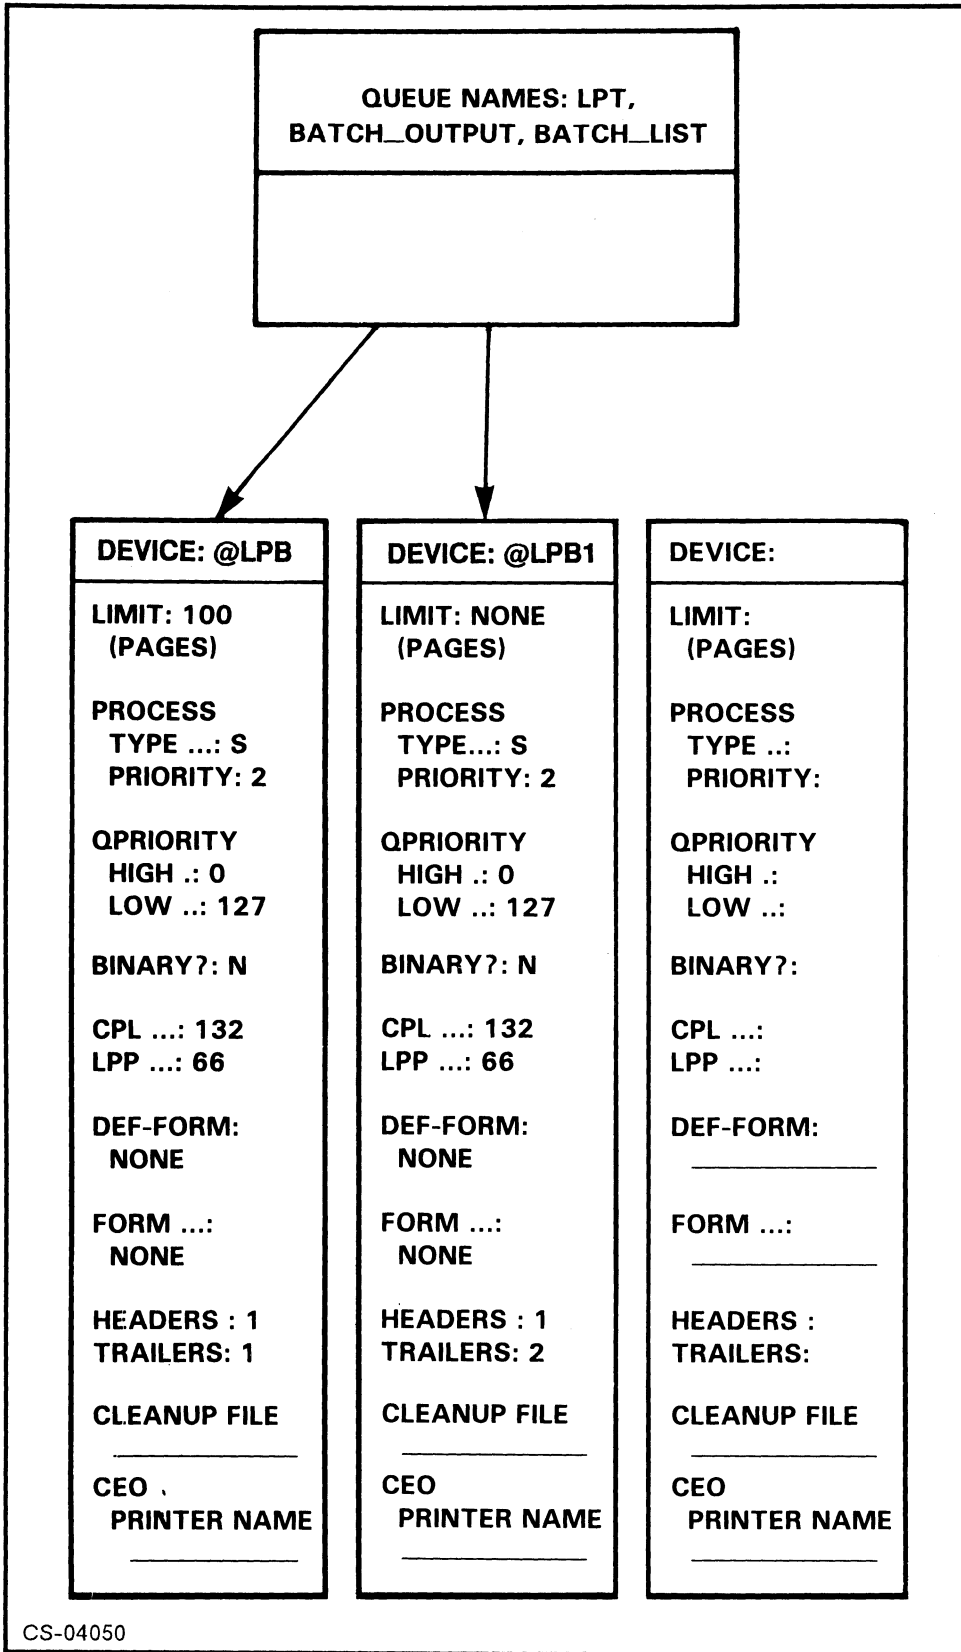 QUEUE NAMES: LPT,
BATCH_OUTPUT, BATCH_LIST
DEVICE: @LPB
LIMIT: 100
(PAGES)
PROCESS
TYPE ...: S
PRIORITY: 2
QPRIORITY
HIGH .: 0
LOW ..: 127
BINARY?: N
CPL ...: 132
LPP ...: 66
DEF-FORM:
NONE
FORM ...:
NONE
HEADERS : 1
TRAILERS: 1
CLEANUP FILE
CEO
PRINTER NAME
DEVICE: @LPB1
LIMIT: NONE
(PAGES)
PROCESS
TYPE...: S
PRIORITY: 2
QPRIORITY
HIGH .: 0
LOW ..: 127
BINARY?: N
CPL ...: 132
LPP ...: 66
DEF-FORM:
NONE
FORM ...:
NONE
HEADERS : 1
TRAILERS: 2
CLEANUP FILE
CEO
PRINTER NAME
DEVICE:
LIMIT:
(PAGES)
PROCESS
TYPE ..:
PRIORITY:
QPRIORITY
HIGH .:
LOW ..:
BINARY?:
CPL ...:
LPP ...:
DEF-FORM:
FORM ...:
HEADERS :
TRAILERS:
CLEANUP FILE
CEO
PRINTER NAME
CS-04050